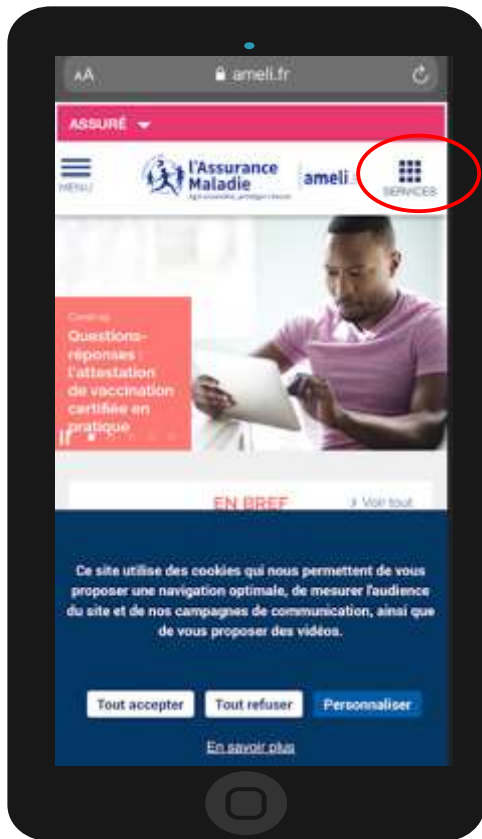 AA ameli.fr
ASSURÉ
MENU
l'Assurance
Maladie
ameli
SERVICES
Questions-
réponses :
l'attestation
de vaccination
certifiée en
pratique
EN BREF
Voir tout
Ce site utilise des cookies qui nous permettent de vous
proposer une navigation optimale, de mesurer l'audience
du site et de nos campagnes de communication, ainsi que
de vous proposer des vidéos.
Tout accepter Tout refuser Personnaliser
En savoir plus